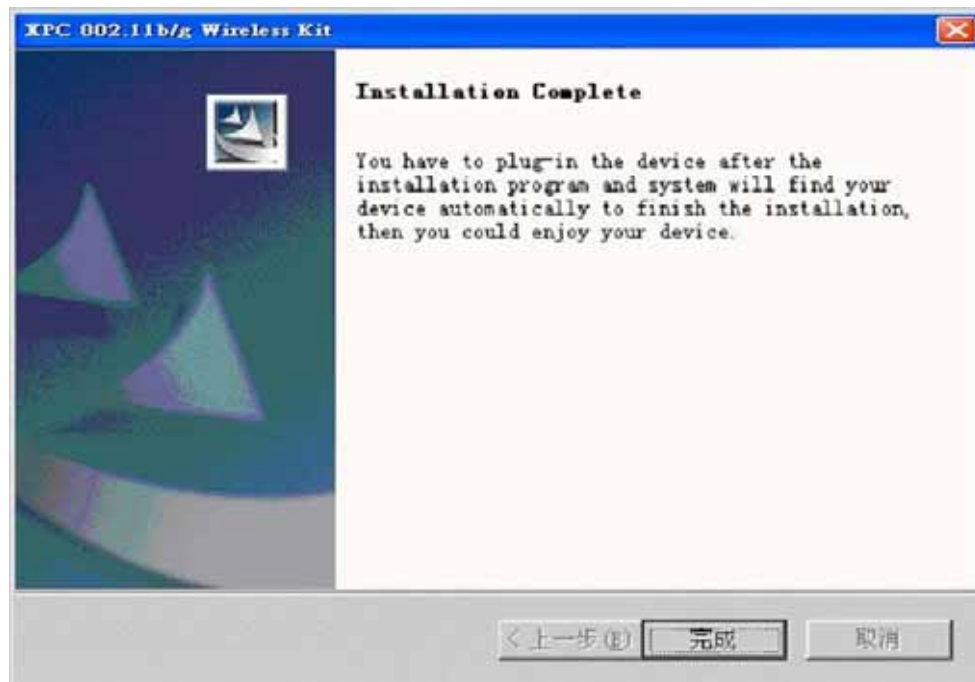 XPC 802.11b/g Wireless Kit
Installation Complete
You have to plug-in the device after the
installation program and system will find your
device automatically to finish the installation,
then you could enjoy your device.
< 上一步(B)
完成
取消